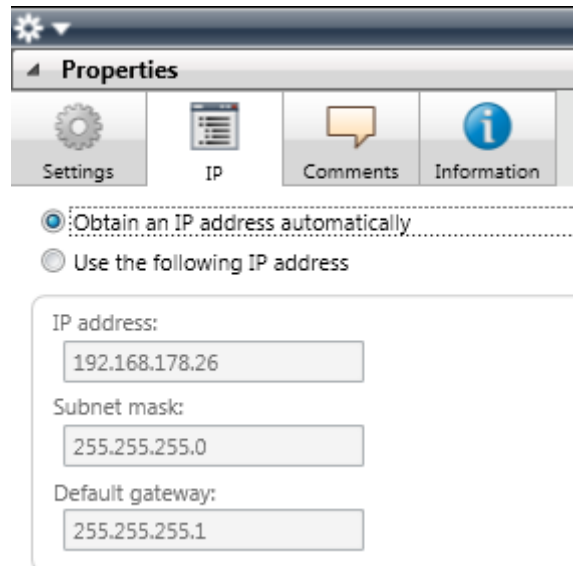 Properties
Settings IP Comments Information
Obtain an IP address automatically
Use the following IP address
IP address:
192.168.178.26
Subnet mask:
255.255.255.0
Default gateway:
255.255.255.1